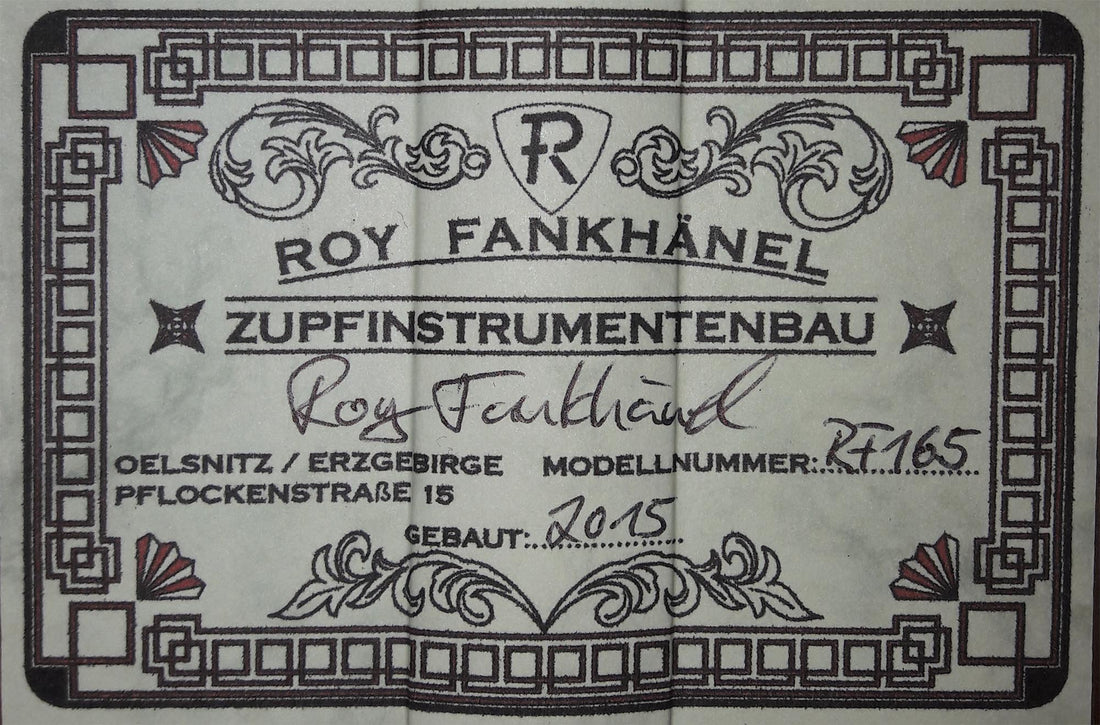 R
ROY FANKHÄNEL
ZUPFINSTRUMENTENBAU
Roy Fankhänel
OELSNITZ / ERZGEBIRGE MODELLNUMMER: RF165
PFLOCKENSTRAßE 15
GEBAUT: 2015